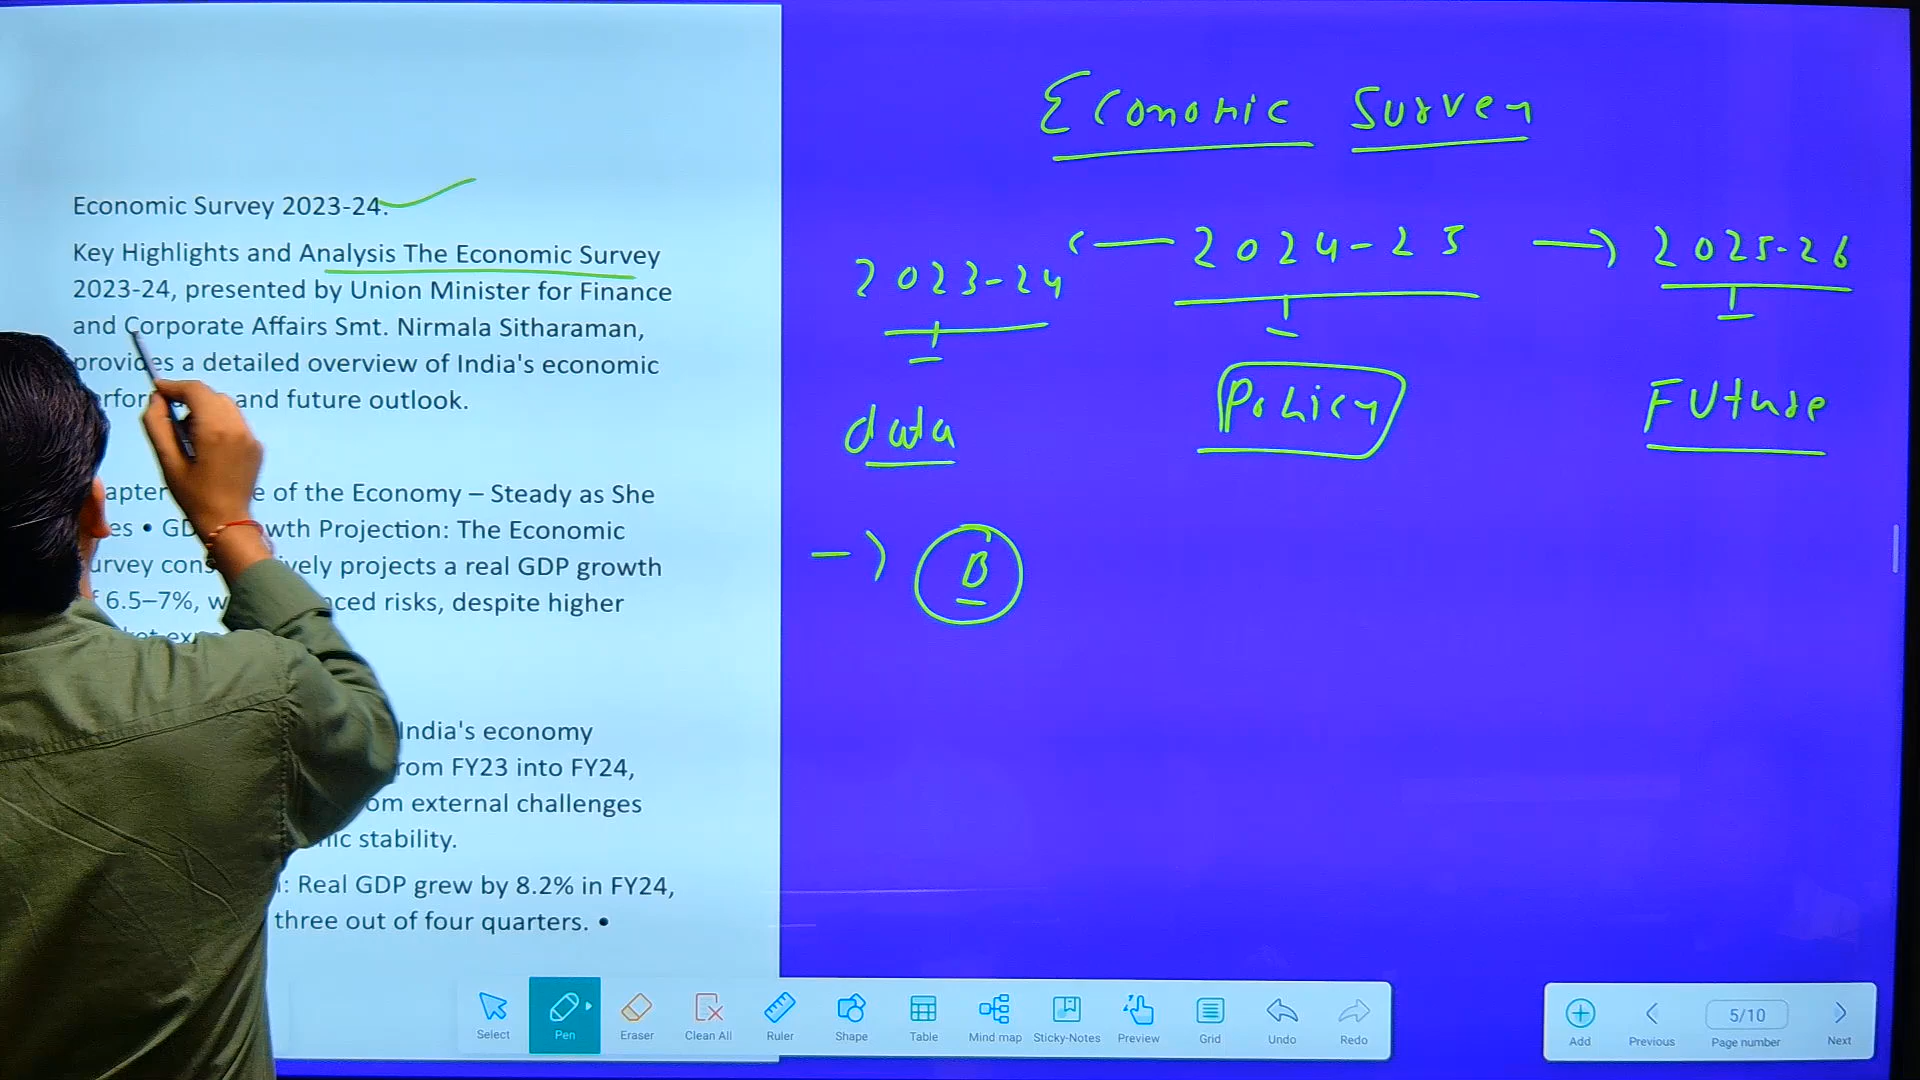 Economic Survey
Economic Survey 2023-24.
Key Highlights and Analysis The Economic Survey
2023-24, presented by Union Minister for Finance
and Corporate Affairs Smt. Nirmala Sitharaman,
provides a detailed overview of India's economic
and future outlook.
of the Economy – Steady as She
• GD wth Projection: The Economic
projects a real GDP growth
6.5–7%, risks, despite higher
India's economy
from FY23 into FY24,
external challenges
stability.
Real GDP grew by 8.2% in FY24,
three out of four quarters. •
2023-24 2024-25 2025-26
data Policy Future
B
Select Pen Eraser Clean All Ruler Shape Table Mind map Sticky-Notes Preview Grid Undo Redo
Add Previous 5/10 Page number Next